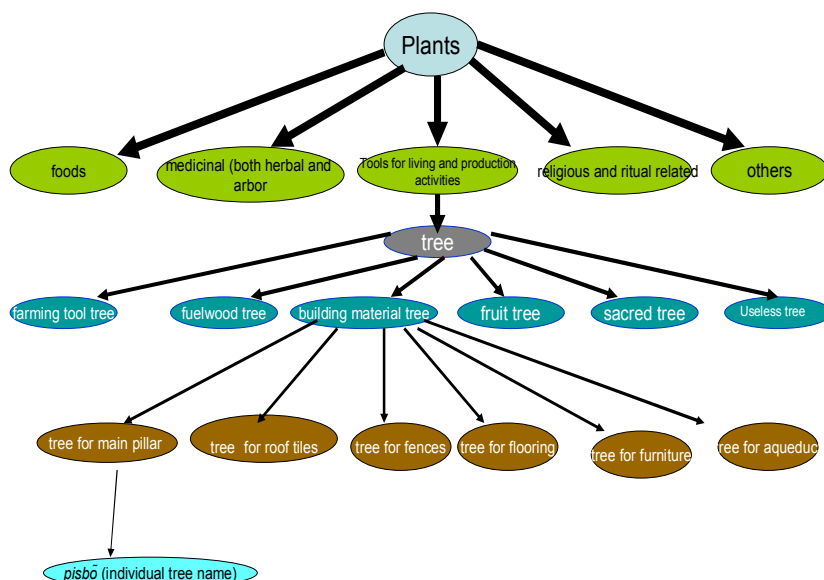 Plants
foods
medicinal (both herbal and
arbor
Tools for living and production
activities
religious and ritual related
others
tree
farming tool tree
fuelwood tree
building material tree
fruit tree
sacred tree
Useless tree
tree for main pillar
tree for roof tiles
tree for fences
tree for flooring
tree for furniture
tree for aqueduc
pisbō (individual tree name)